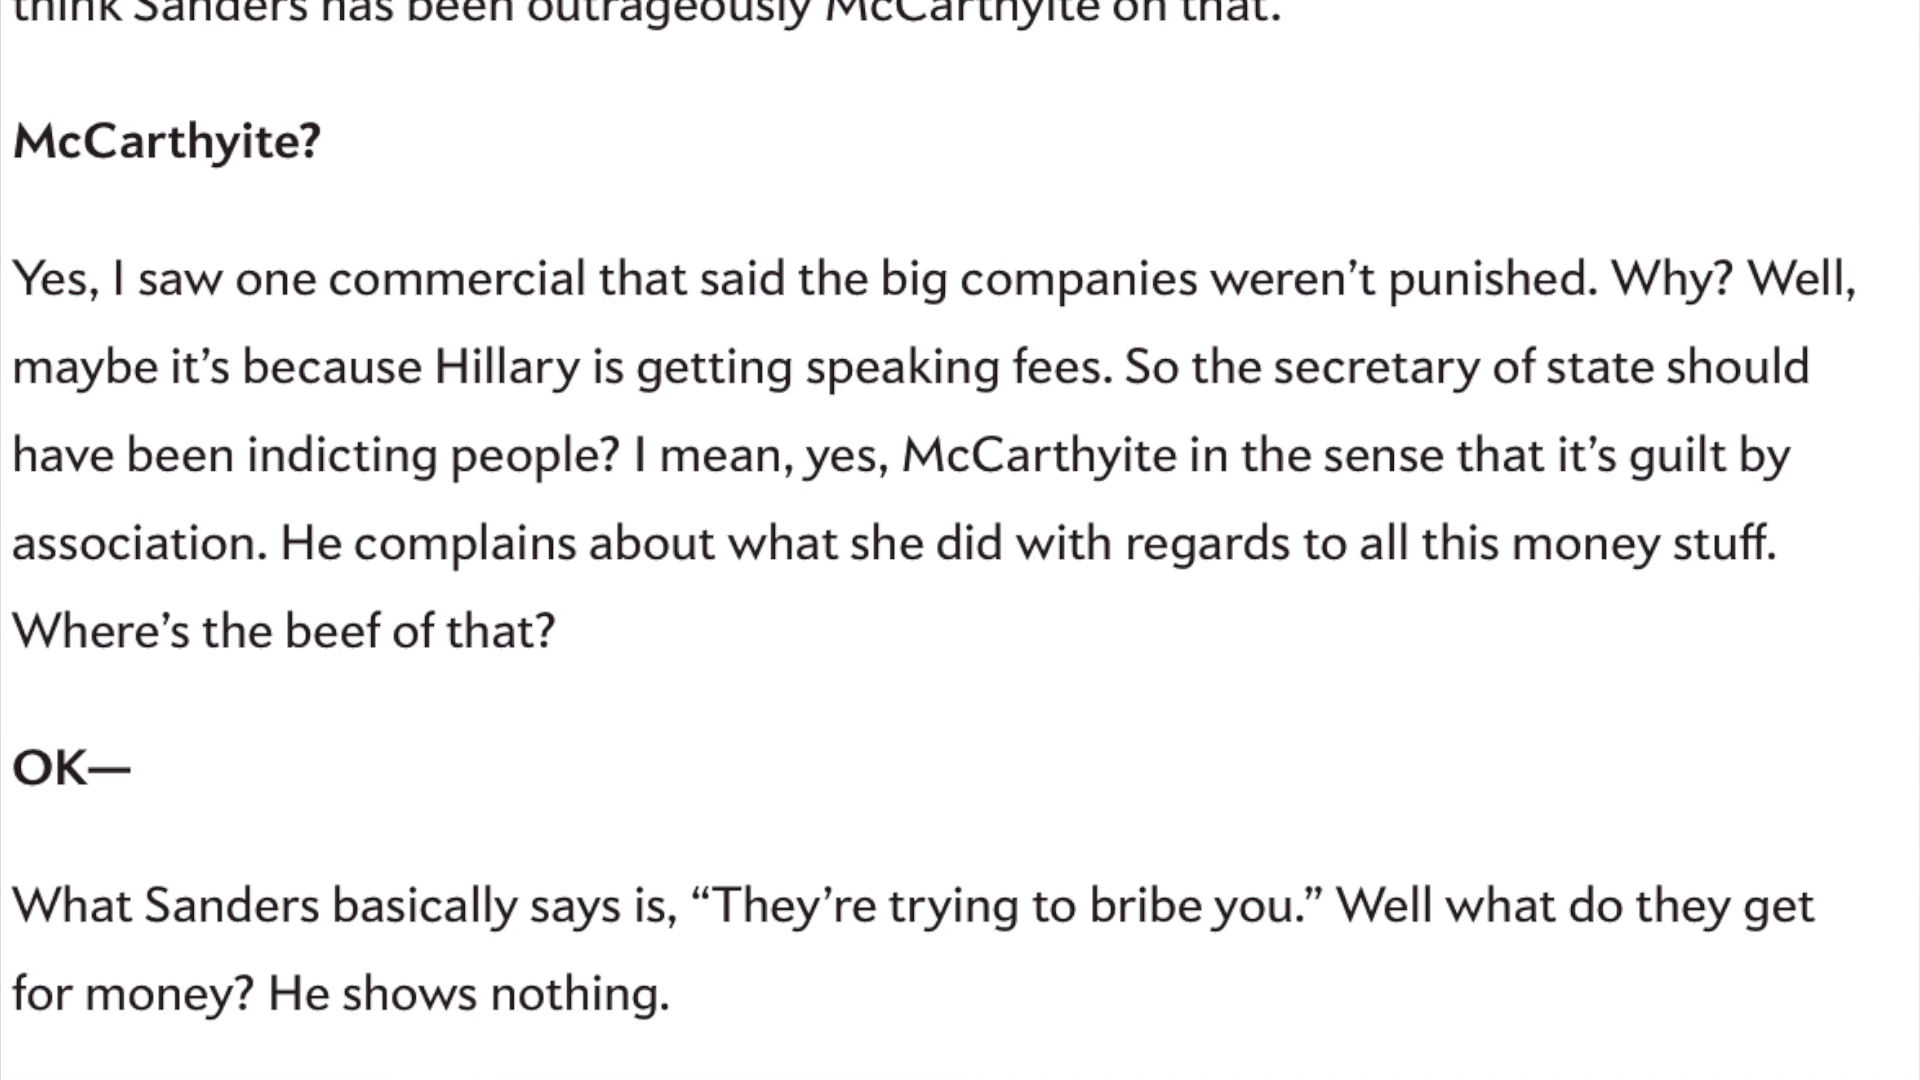 think Sanders has been outrageously McCarthyite on that.
McCarthyite?
Yes, I saw one commercial that said the big companies weren’t punished. Why? Well,
maybe it’s because Hillary is getting speaking fees. So the secretary of state should
have been indicting people? I mean, yes, McCarthyite in the sense that it’s guilt by
association. He complains about what she did with regards to all this money stuff.
Where’s the beef of that?
OK—
What Sanders basically says is, “They’re trying to bribe you.” Well what do they get
for money? He shows nothing.